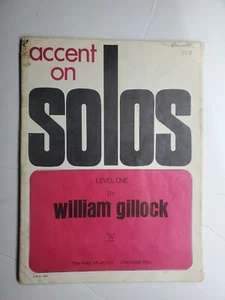 accent
on
solos
LEVEL ONE
BY
william gillock